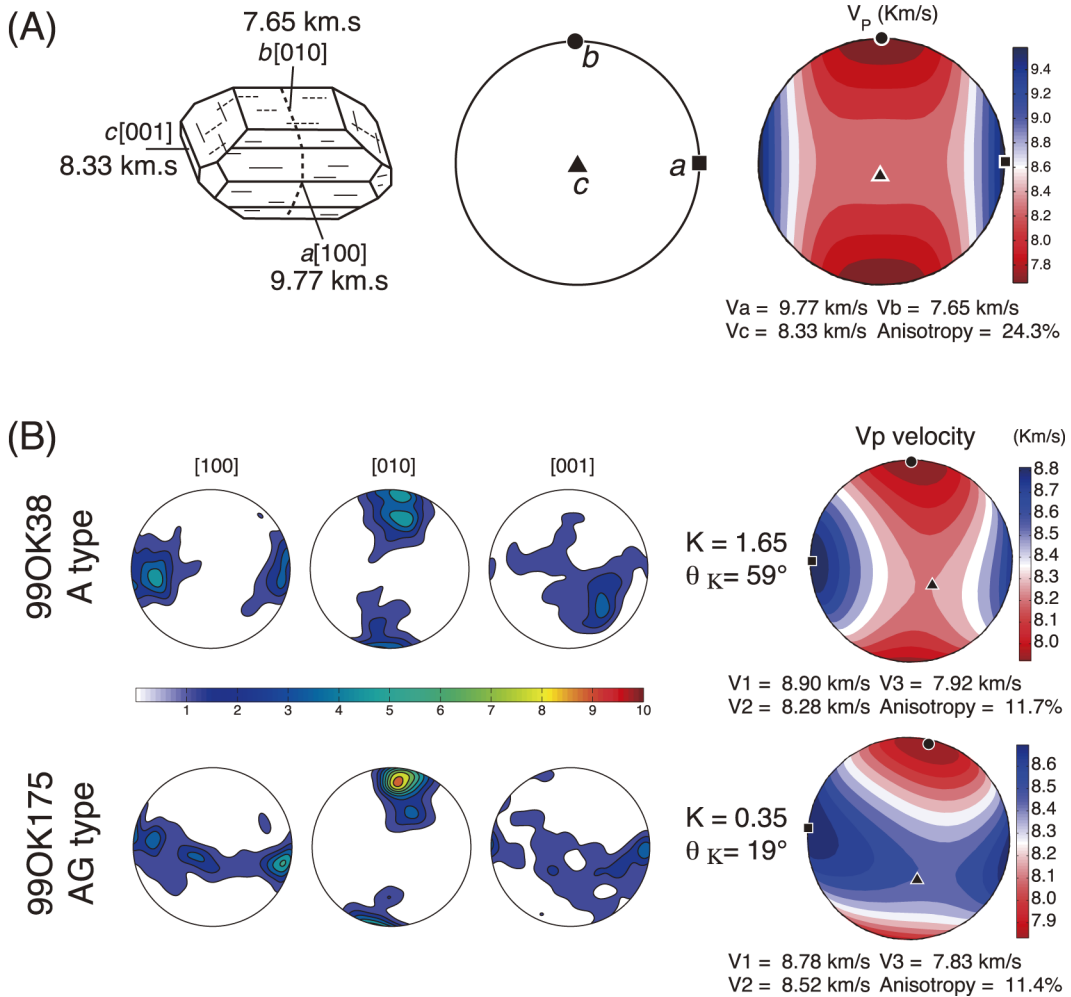 (A)
7.65 km.s
b[010]
c[001]
8.33 km.s
a[100]
9.77 km.s
b
a
c
V_P (Km/s)
9.4
9.2
9.0
8.8
8.6
8.4
8.2
8.0
7.8
Va = 9.77 km/s Vb = 7.65 km/s
Vc = 8.33 km/s Anisotropy = 24.3%
(B)
[100]
[010]
[001]
Vp velocity
(Km/s)
99OK38
A type
K = 1.65
θ_K = 59°
8.8
8.7
8.6
8.5
8.4
8.3
8.2
8.1
8.0
V1 = 8.90 km/s V3 = 7.92 km/s
V2 = 8.28 km/s Anisotropy = 11.7%
1 2 3 4 5 6 7 8 9 10
99OK175
AG type
K = 0.35
θ_K = 19°
8.6
8.5
8.4
8.3
8.2
8.1
8.0
7.9
V1 = 8.78 km/s V3 = 7.83 km/s
V2 = 8.52 km/s Anisotropy = 11.4%